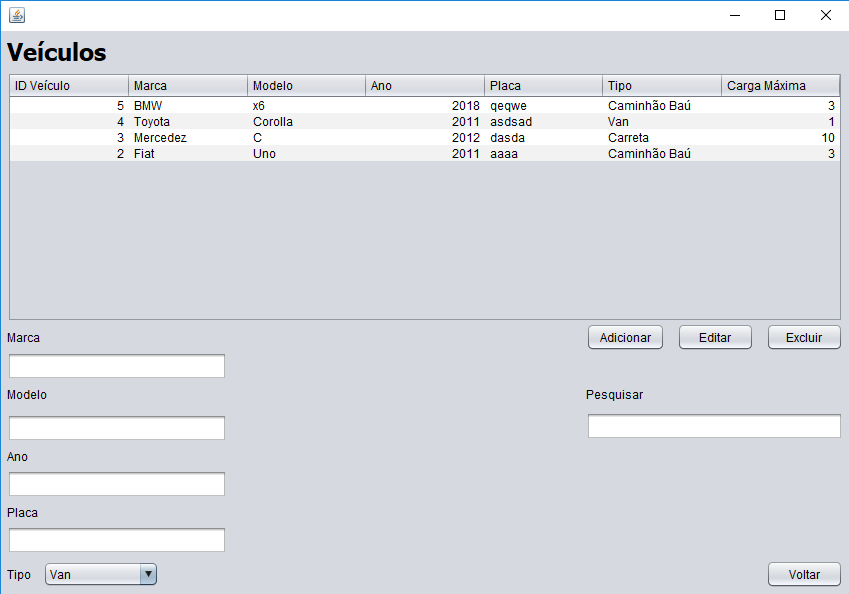 Veículos
ID Veículo Marca Modelo Ano Placa Tipo Carga Máxima
5 BMW x6 2018 qeqwe Caminhão Baú 3
4 Toyota Corolla 2011 asdsad Van 1
3 Mercedez C 2012 dasda Carreta 10
2 Fiat Uno 2011 aaaa Caminhão Baú 3
Marca Adicionar Editar Excluir
Modelo Pesquisar
Ano
Placa
Tipo Van Voltar